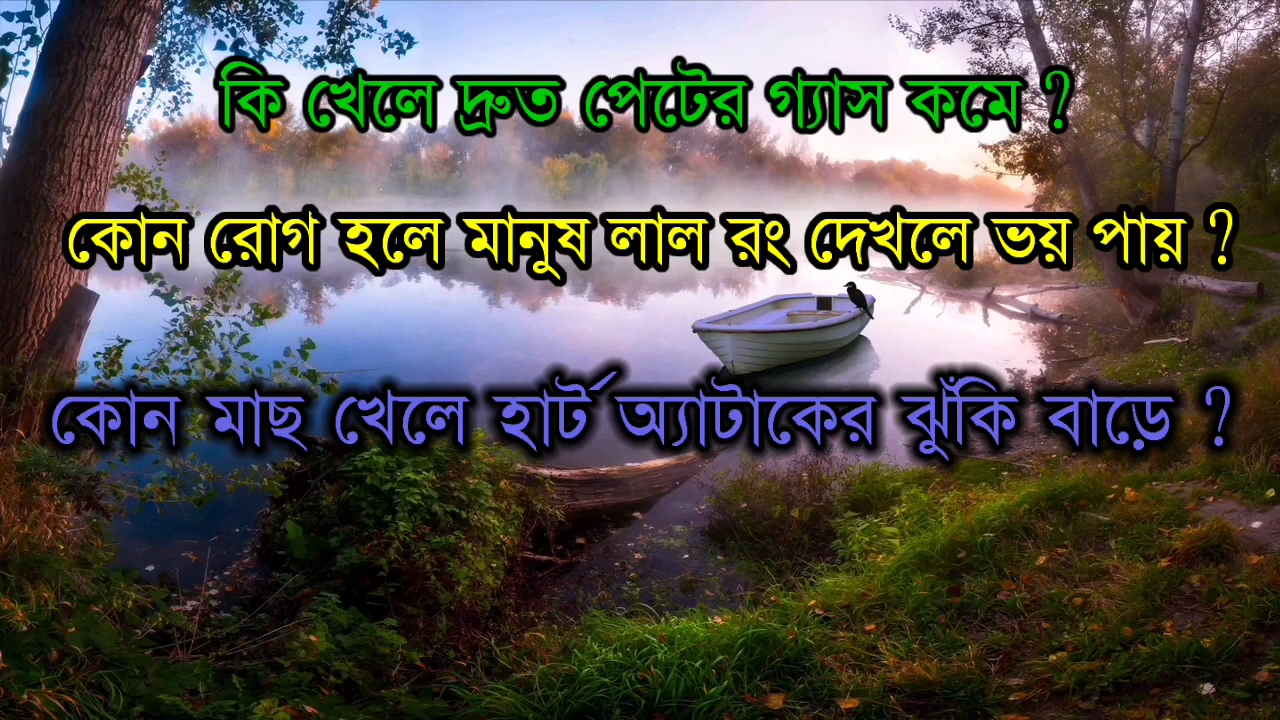 কি খেলে দ্রুত পেটের গ্যাস কমে ?
কোন রোগ হলে মানুষ লাল রং দেখলে ভয় পায় ?
কোন মাছ খেলে হার্ট অ্যাটাকের ঝুঁকি বাড়ে ?